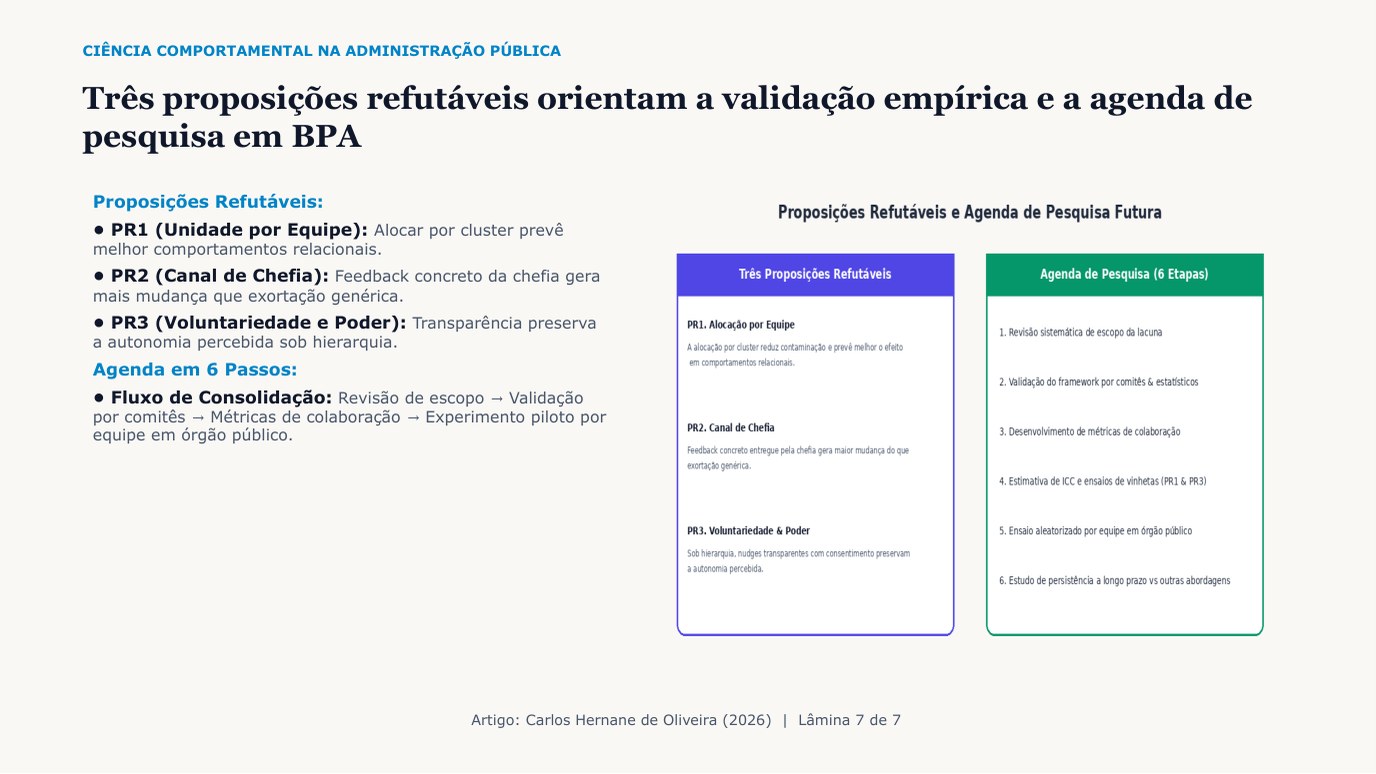 CIÊNCIA COMPORTAMENTAL NA ADMINISTRAÇÃO PÚBLICA
Três proposições refutáveis orientam a validação empírica e a agenda de
pesquisa em BPA
Proposições Refutáveis:
● PR1 (Unidade por Equipe): Alocar por cluster prevê
melhor comportamentos relacionais.
● PR2 (Canal de Chefia): Feedback concreto da chefia gera
mais mudança que exortação genérica.
● PR3 (Voluntariedade e Poder): Transparência preserva
a autonomia percebida sob hierarquia.
Agenda em 6 Passos:
● Fluxo de Consolidação: Revisão de escopo → Validação
por comitês → Métricas de colaboração → Experimento piloto por
equipe em órgão público.
Proposições Refutáveis e Agenda de Pesquisa Futura
Três Proposições Refutáveis
PR1. Alocação por Equipe
A alocação por cluster reduz contaminação e prevê melhor o efeito
em comportamentos relacionais.
PR2. Canal de Chefia
Feedback concreto entregue pela chefia gera maior mudança do que
exortação genérica.
PR3. Voluntariedade & Poder
Sob hierarquia, nudges transparentes com consentimento preservam
a autonomia percebida.
Agenda de Pesquisa (6 Etapas)
1. Revisão sistemática de escopo da lacuna
2. Validação do framework por comitês & estatísticos
3. Desenvolvimento de métricas de colaboração
4. Estimativa de ICC e ensaios de vinhetas (PR1 & PR3)
5. Ensaio aleatorizado por equipe em órgão público
6. Estudo de persistência a longo prazo vs outras abordagens
Artigo: Carlos Hernane de Oliveira (2026) | Lâmina 7 de 7